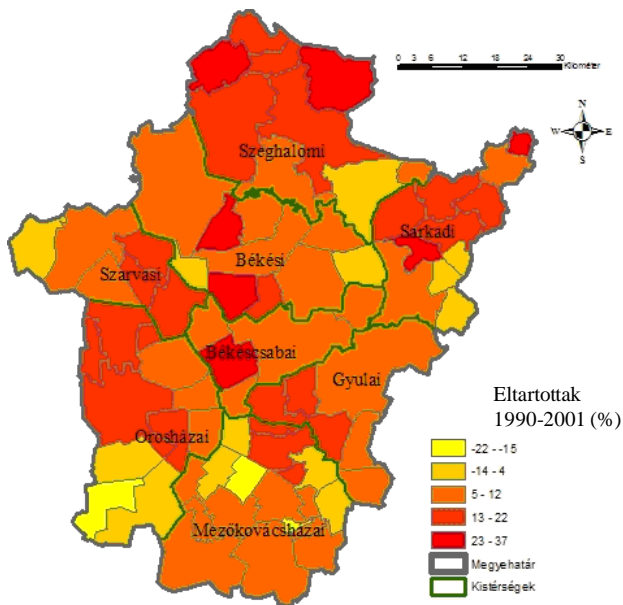 0 3 6 12 18 24 30
Kilométer
N
W E
S
Szeghalomi
Sarkadi
Békési
Szarvasi
Békéscsabai
Gyulai
Orosházai
Mezőkovácsházai
Eltartottak
1990-2001 (%)
-22 - -15
-14 - 4
5 - 12
13 - 22
23 - 37
Megyehatár
Kistérségek